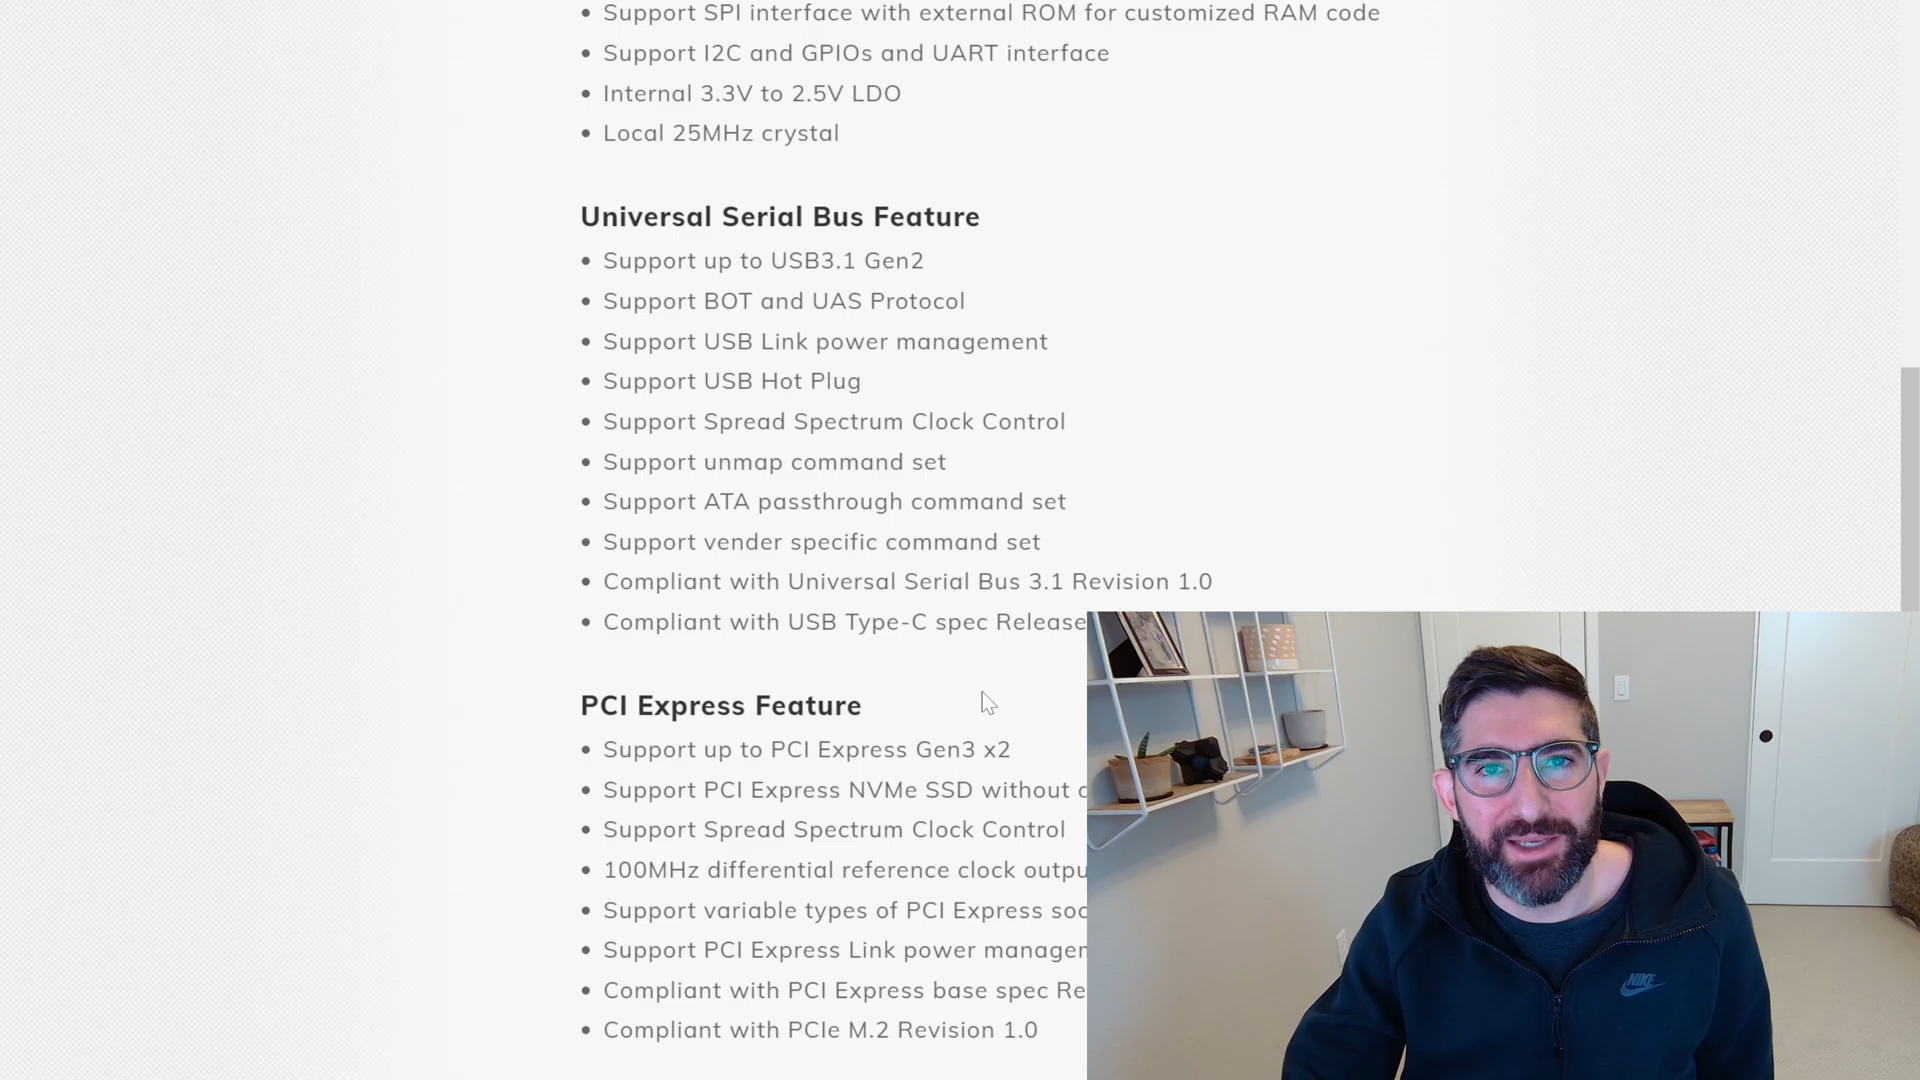 Support SPI interface with external ROM for customized RAM code
Support I2C and GPIOs and UART interface
Internal 3.3V to 2.5V LDO
Local 25MHz crystal
Universal Serial Bus Feature
Support up to USB3.1 Gen2
Support BOT and UAS Protocol
Support USB Link power management
Support USB Hot Plug
Support Spread Spectrum Clock Control
Support unmap command set
Support ATA passthrough command set
Support vender specific command set
Compliant with Universal Serial Bus 3.1 Revision 1.0
Compliant with USB Type-C spec Release
PCI Express Feature
Support up to PCI Express Gen3 x2
Support PCI Express NVMe SSD without
Support Spread Spectrum Clock Control
100MHz differential reference clock outpu
Support variable types of PCI Express soc
Support PCI Express Link power managem
Compliant with PCI Express base spec Re
Compliant with PCIe M.2 Revision 1.0
NIKE